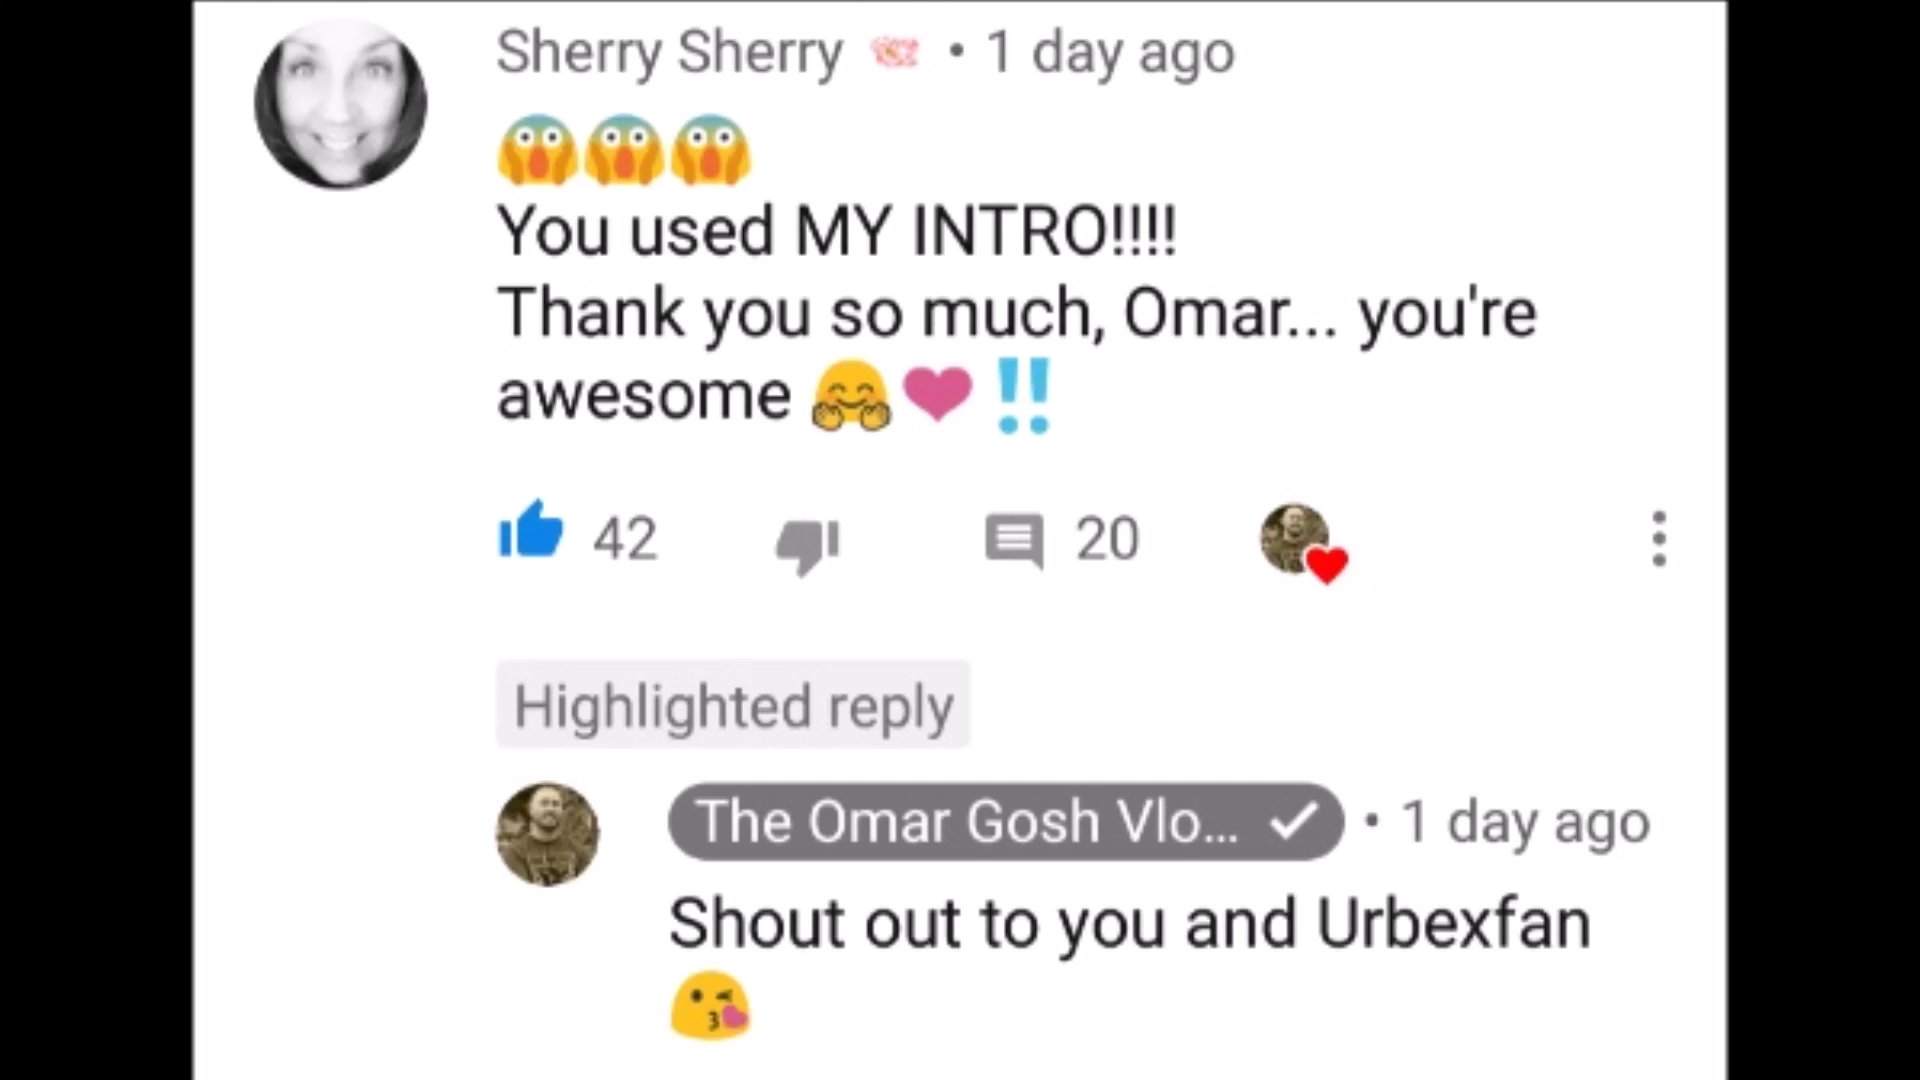 Sherry Sherry • 1 day ago
😱😱😱
You used MY INTRO!!!!
Thank you so much, Omar... you're
awesome 🤗❤‼
42 20
Highlighted reply
The Omar Gosh Vlo... • 1 day ago
Shout out to you and Urbexfan
😘